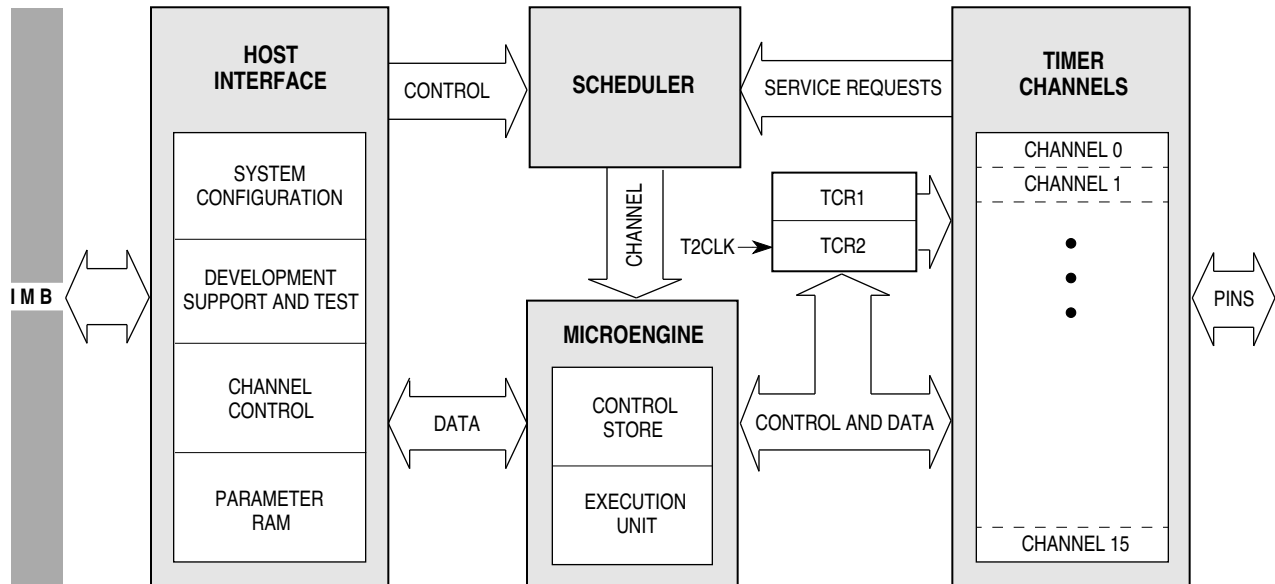 HOST
INTERFACE
SYSTEM
CONFIGURATION
DEVELOPMENT
SUPPORT AND TEST
CHANNEL
CONTROL
PARAMETER
RAM
I M B
CONTROL
DATA
SCHEDULER
CHANNEL
MICROENGINE
CONTROL
STORE
EXECUTION
UNIT
SERVICE REQUESTS
T2CLK
TCR1
TCR2
CONTROL AND DATA
TIMER
CHANNELS
CHANNEL 0
CHANNEL 1
CHANNEL 15
PINS